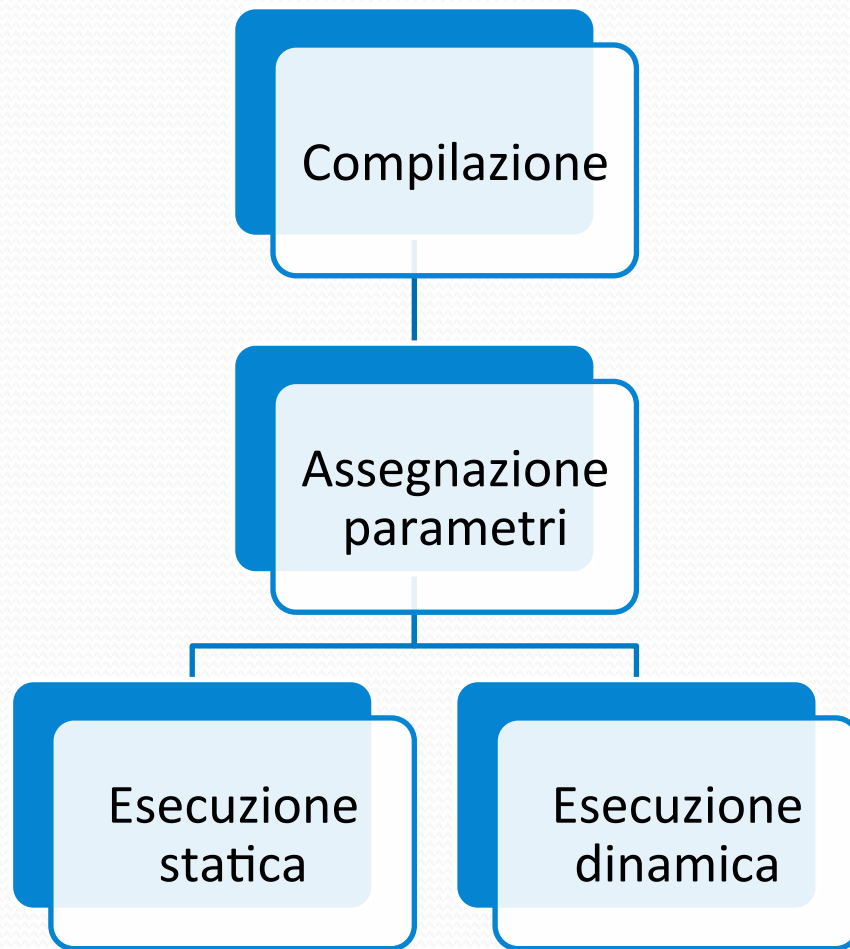 Compilazione
Assegnazione
parametri
Esecuzione
statica
Esecuzione
dinamica